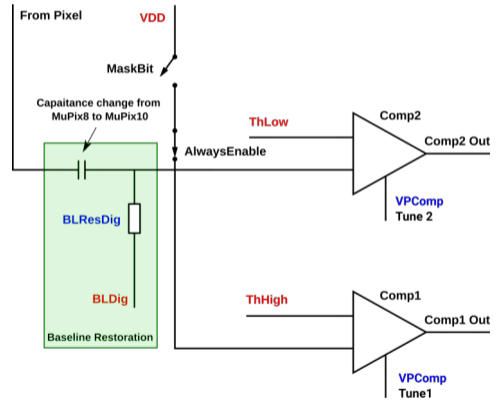 From Pixel
VDD
MaskBit
Capaitance change from
MuPix8 to MuPix10
ThLow
Comp2
Comp2 Out
AlwaysEnable
VPComp
Tune 2
BLResDig
BLDig
ThHigh
Comp1
Comp1 Out
Baseline Restoration
VPComp
Tune1